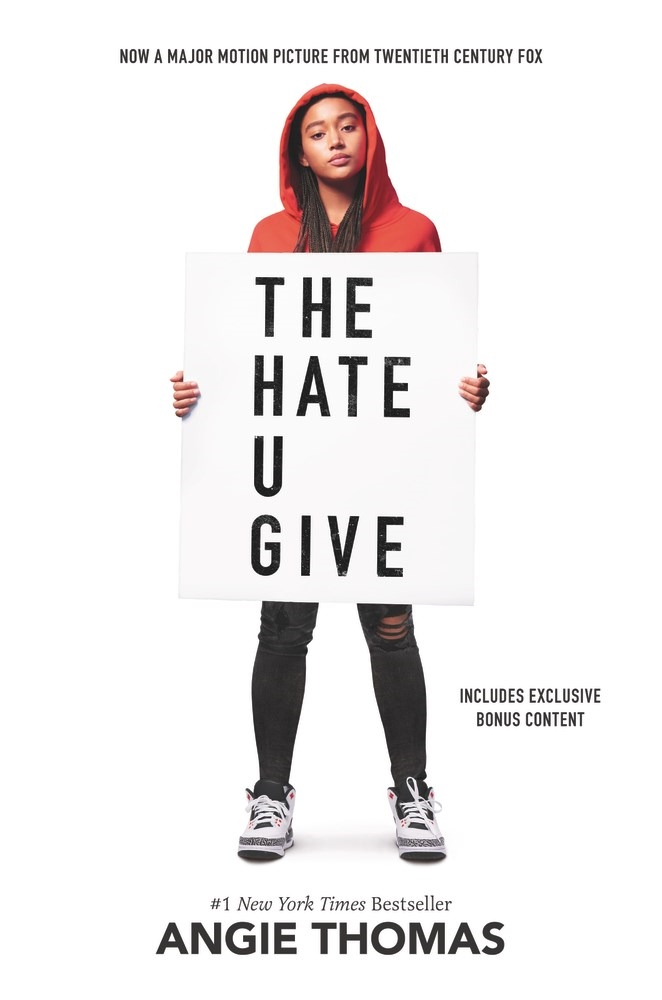 NOW A MAJOR MOTION PICTURE FROM TWENTIETH CENTURY FOX
THE
HATE
U
GIVE
INCLUDES EXCLUSIVE
BONUS CONTENT
#1 New York Times Bestseller
ANGIE THOMAS